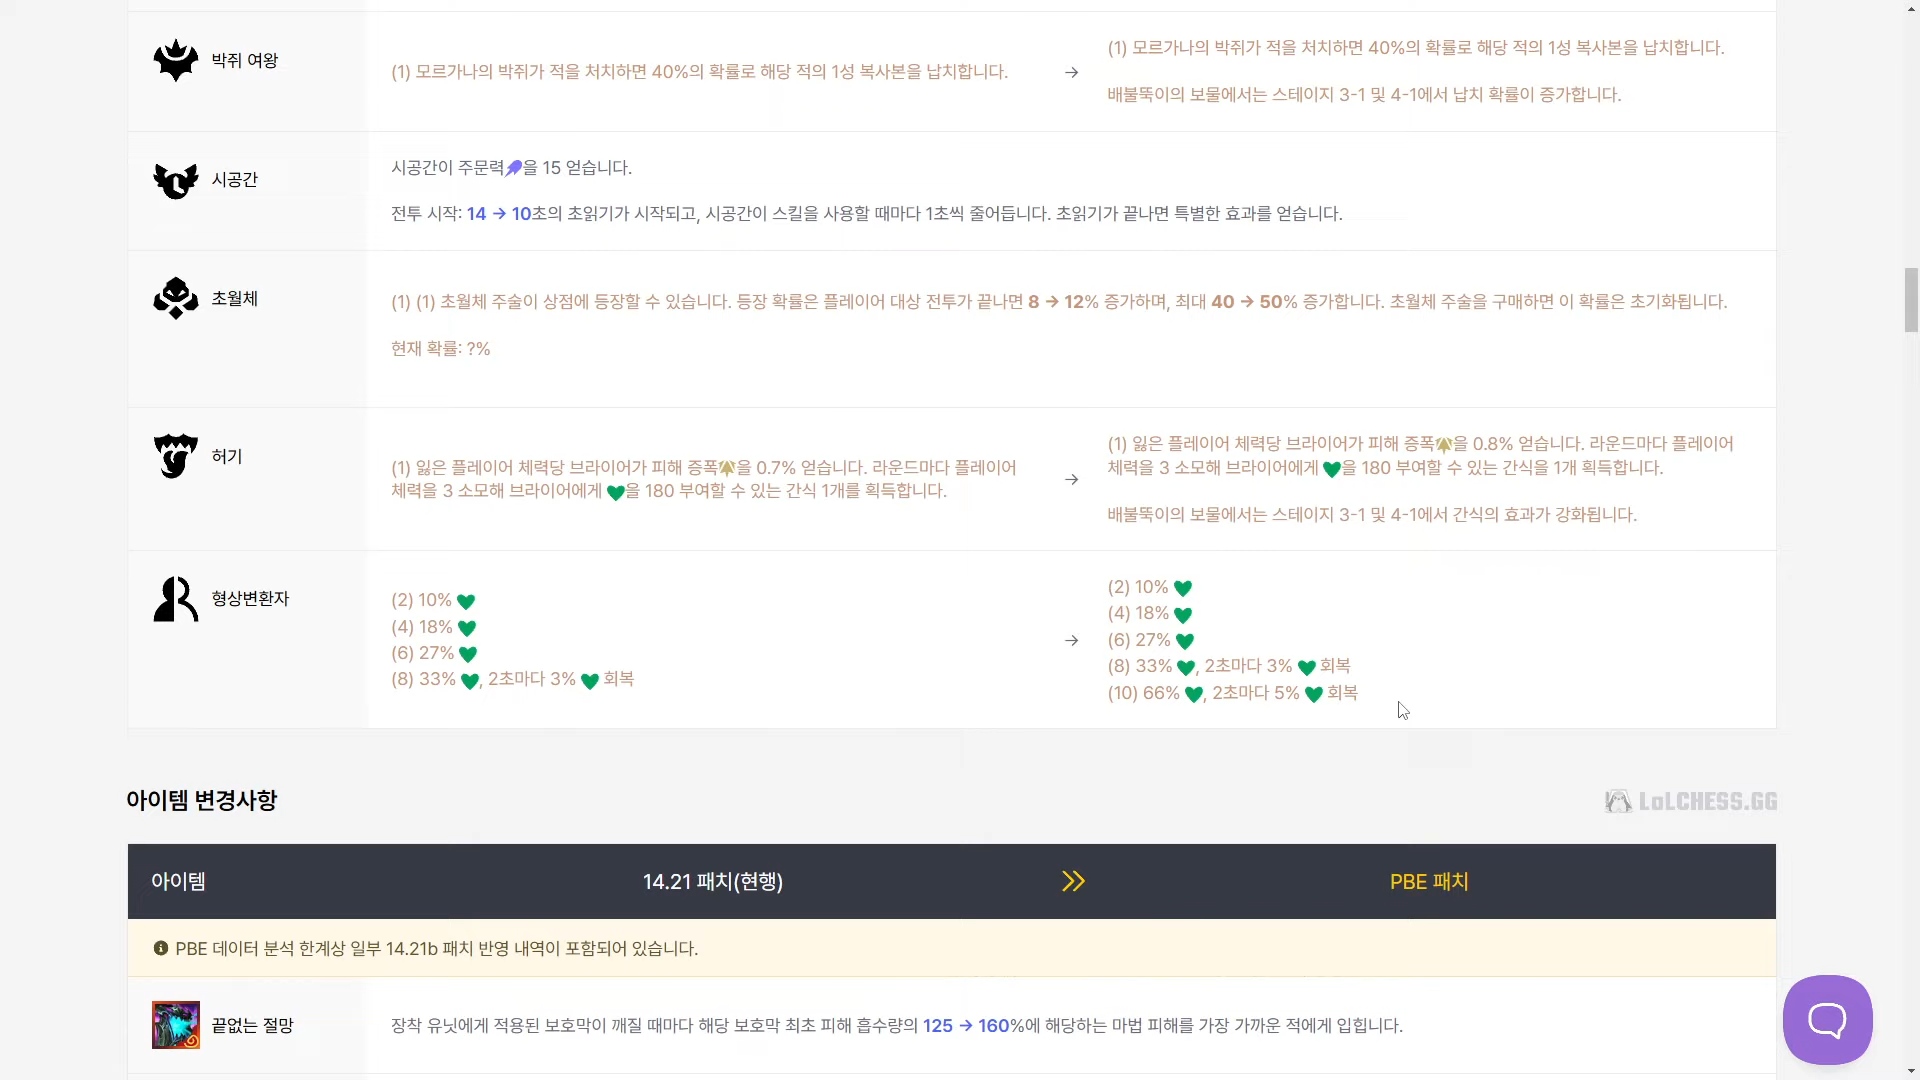 박쥐 여왕
(1) 모르가나의 박쥐가 적을 처치하면 40%의 확률로 해당 적의 1성 복사본을 납치합니다.
→
(1) 모르가나의 박쥐가 적을 처치하면 40%의 확률로 해당 적의 1성 복사본을 납치합니다.
배불뚝이의 보물에서는 스테이지 3-1 및 4-1에서 납치 확률이 증가합니다.
시공간
시공간이 주문력을 15 얻습니다.
전투 시작: 14 → 10초의 초읽기가 시작되고, 시공간이 스킬을 사용할 때마다 1초씩 줄어듭니다. 초읽기가 끝나면 특별한 효과를 얻습니다.
초월체
(1) (1) 초월체 주술이 상점에 등장할 수 있습니다. 등장 확률은 플레이어 대상 전투가 끝나면 8 → 12% 증가하며, 최대 40 → 50% 증가합니다. 초월체 주술을 구매하면 이 확률은 초기화됩니다.
현재 확률: ?%
허기
(1) 잃은 플레이어 체력당 브라이어가 피해 증폭을 0.7% 얻습니다. 라운드마다 플레이어
체력을 3 소모해 브라이어에게 을 180 부여할 수 있는 간식 1개를 획득합니다.
→
(1) 잃은 플레이어 체력당 브라이어가 피해 증폭을 0.8% 얻습니다. 라운드마다 플레이어
체력을 3 소모해 브라이어에게 을 180 부여할 수 있는 간식을 1개 획득합니다.
배불뚝이의 보물에서는 스테이지 3-1 및 4-1에서 간식의 효과가 강화됩니다.
형상변환자
(2) 10%
(4) 18%
(6) 27%
(8) 33% , 2초마다 3% 회복
→
(2) 10%
(4) 18%
(6) 27%
(8) 33% , 2초마다 3% 회복
(10) 66% , 2초마다 5% 회복
아이템 변경사항
LoLCHESS.GG
아이템 14.21 패치(현행) PBE 패치
PBE 데이터 분석 한계상 일부 14.21b 패치 반영 내역이 포함되어 있습니다.
끝없는 절망
장착 유닛에게 적용된 보호막이 깨질 때마다 해당 보호막 최초 피해 흡수량의 125 → 160%에 해당하는 마법 피해를 가장 가까운 적에게 입힙니다.